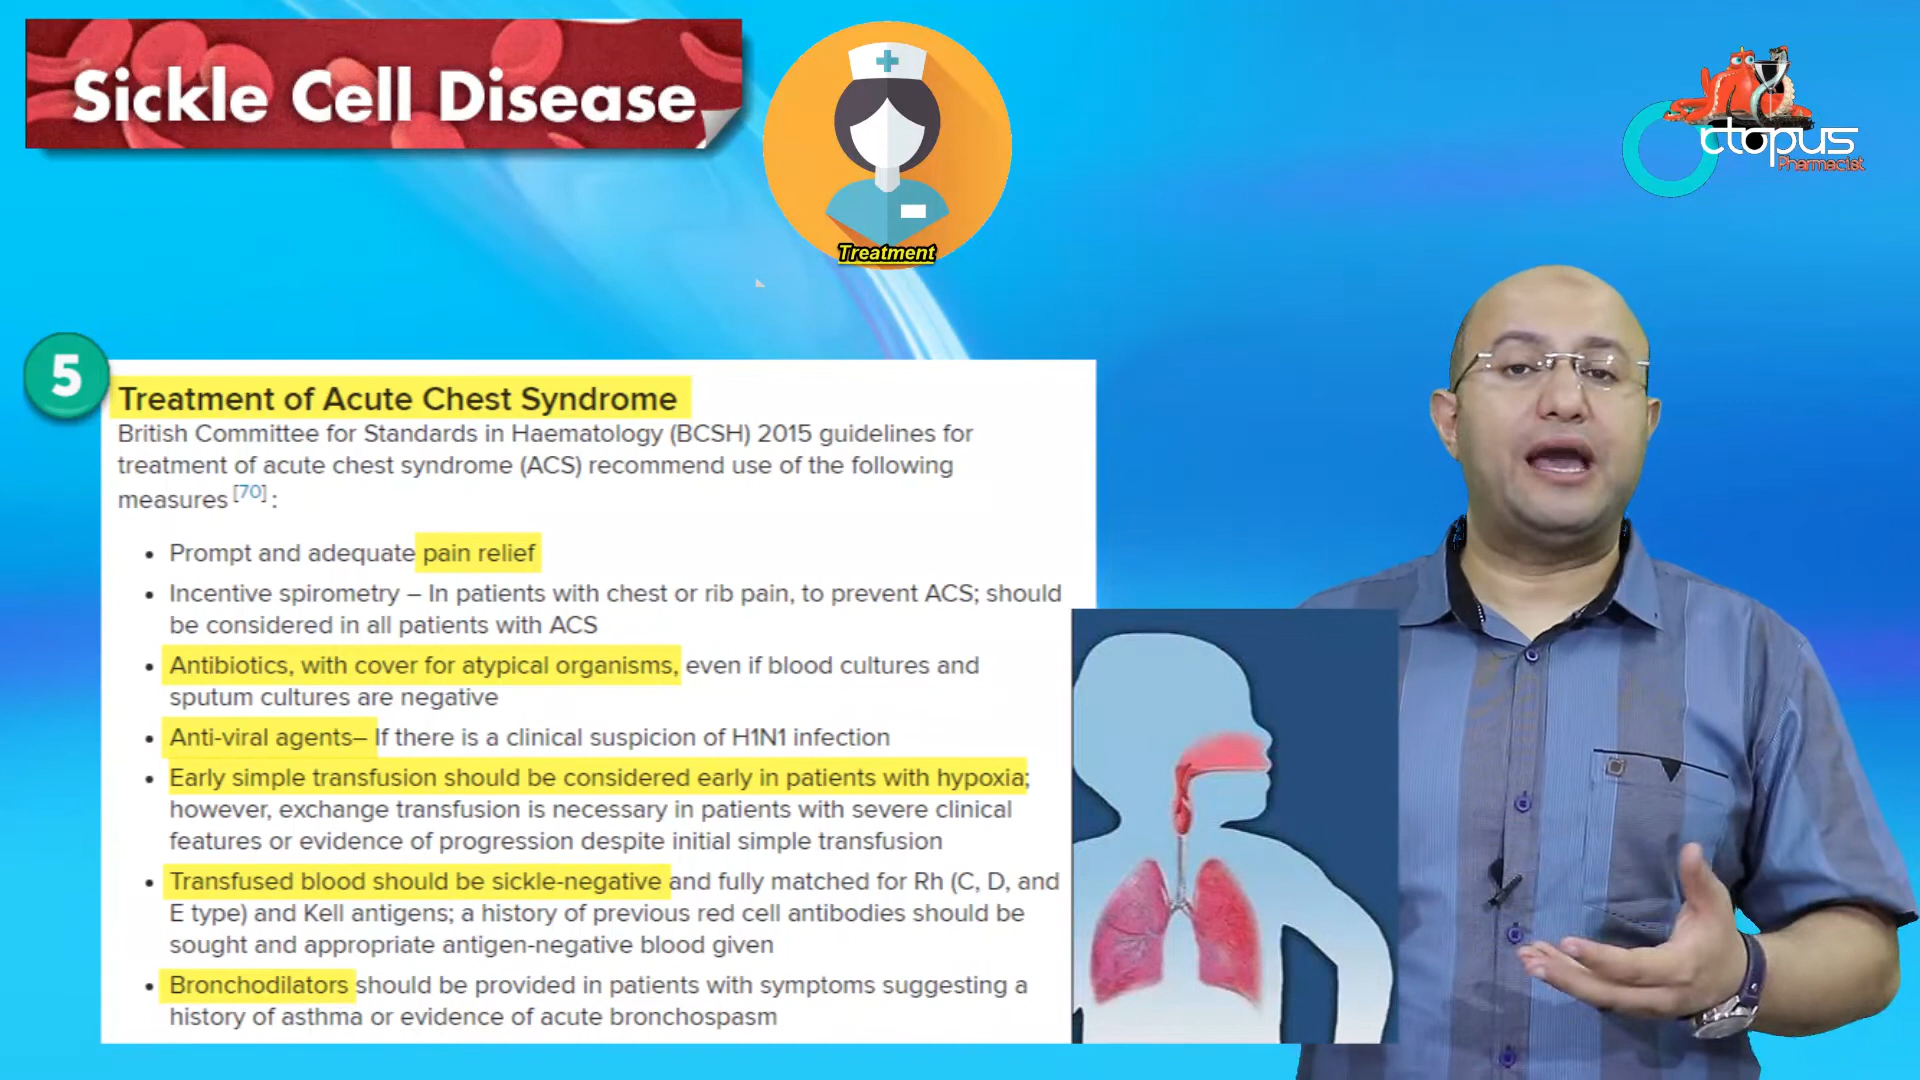 Sickle Cell Disease
Octopus
Pharmacist
Treatment
5
Treatment of Acute Chest Syndrome
British Committee for Standards in Haematology (BCSH) 2015 guidelines for
treatment of acute chest syndrome (ACS) recommend use of the following
measures [70] :
• Prompt and adequate pain relief
• Incentive spirometry – In patients with chest or rib pain, to prevent ACS; should
be considered in all patients with ACS
• Antibiotics, with cover for atypical organisms, even if blood cultures and
sputum cultures are negative
• Anti-viral agents– If there is a clinical suspicion of H1N1 infection
• Early simple transfusion should be considered early in patients with hypoxia;
however, exchange transfusion is necessary in patients with severe clinical
features or evidence of progression despite initial simple transfusion
• Transfused blood should be sickle-negative and fully matched for Rh (C, D, and
E type) and Kell antigens; a history of previous red cell antibodies should be
sought and appropriate antigen-negative blood given
• Bronchodilators should be provided in patients with symptoms suggesting a
history of asthma or evidence of acute bronchospasm